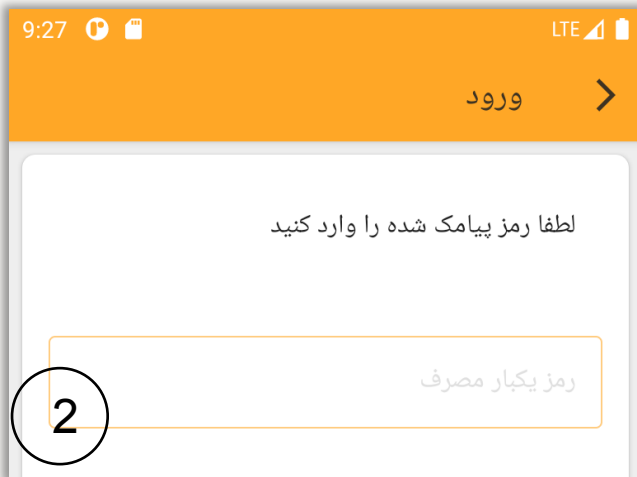 9:27 LTE
ورود
لطفا رمز پیامک شده را وارد کنید
رمز یکبار مصرف
2